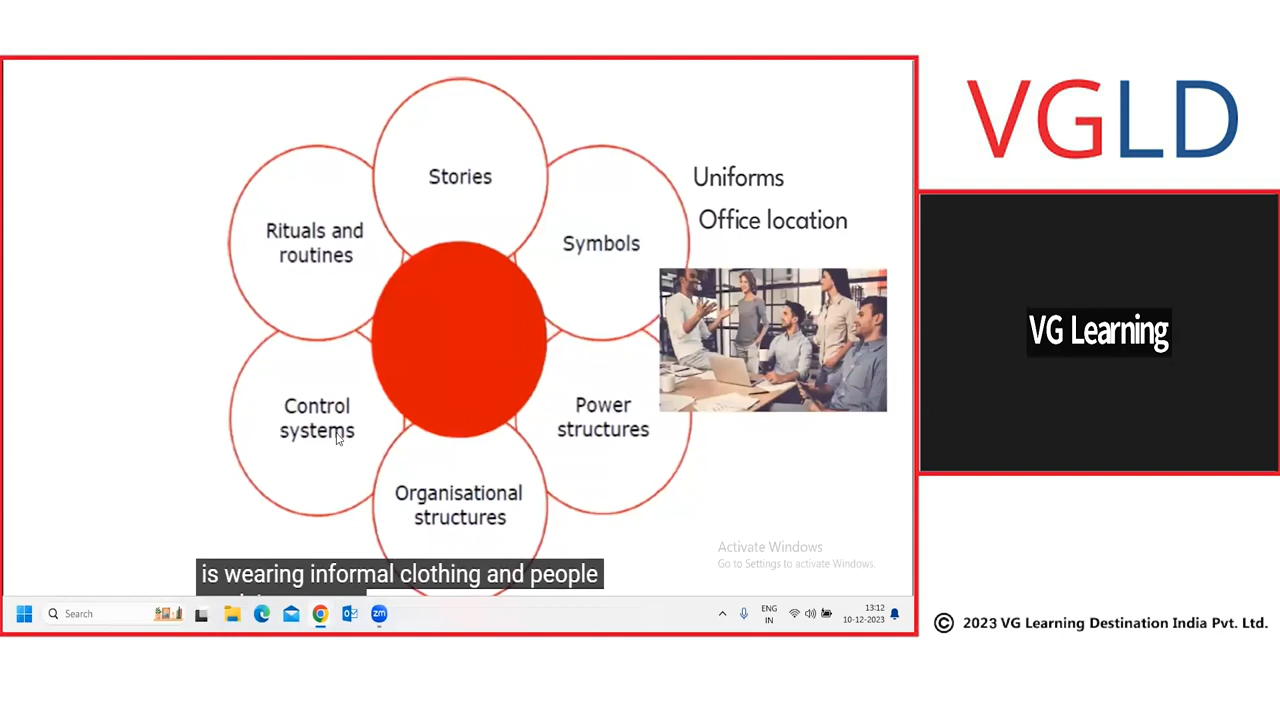 VGLD
Stories
Uniforms
Office location
Rituals and
routines
Symbols
VG Learning
Control
systems
Power
structures
Organisational
structures
Activate Windows
Go to Settings to activate Windows.
is wearing informal clothing and people
Search
zm
ENG
IN
13:12
10-12-2023
© 2023 VG Learning Destination India Pvt. Ltd.